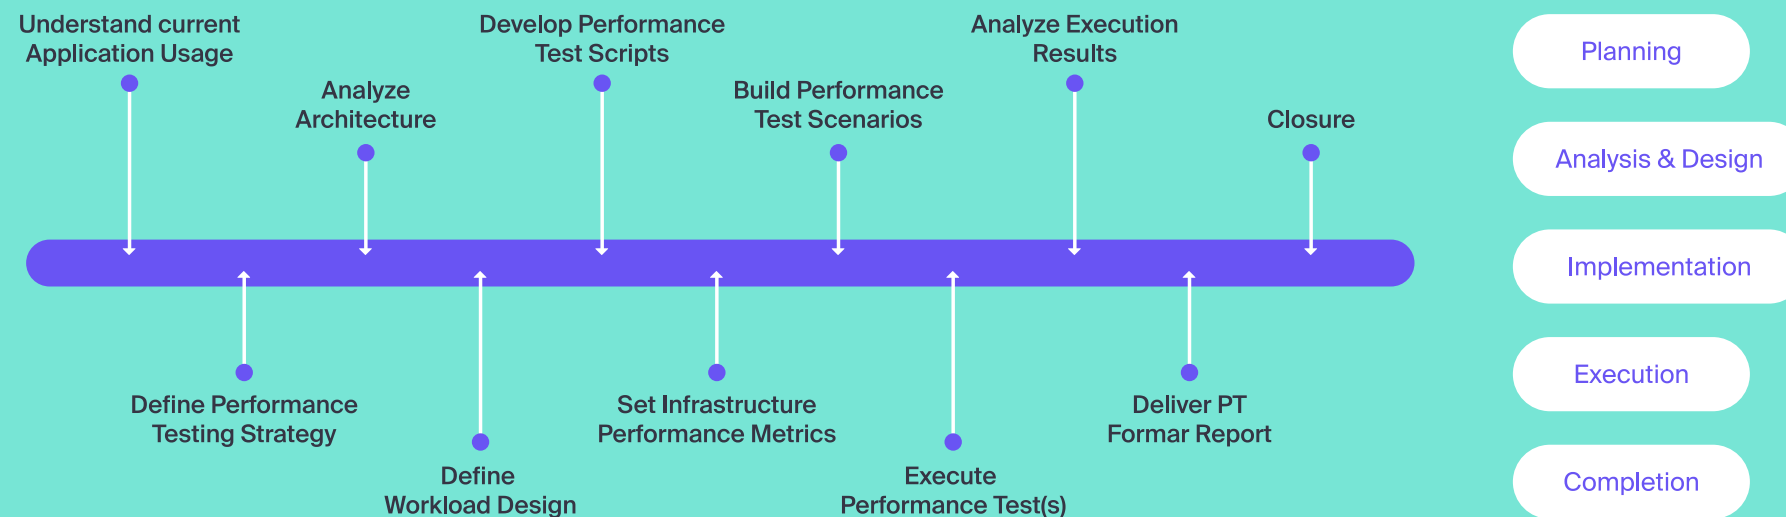 Understand current
Application Usage
Develop Performance
Test Scripts
Analyze Execution
Results
Analyze
Architecture
Build Performance
Test Scenarios
Closure
Define Performance
Testing Strategy
Set Infrastructure
Performance Metrics
Deliver PT
Formar Report
Define
Workload Design
Execute
Performance Test(s)
Planning
Analysis & Design
Implementation
Execution
Completion